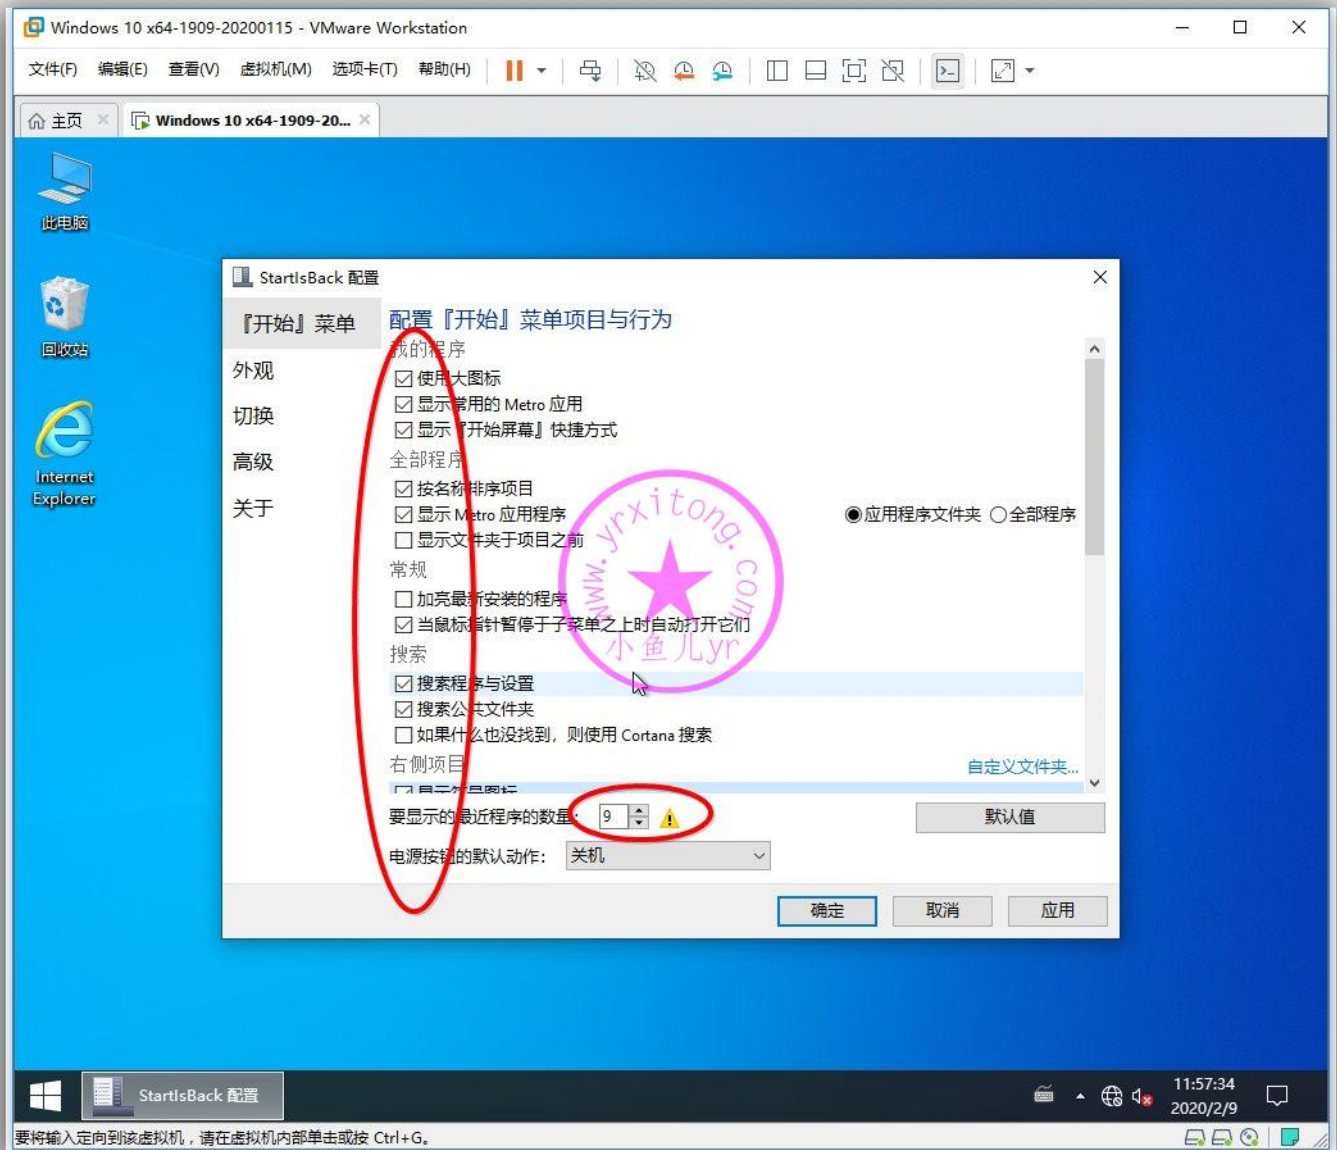 Windows 10 x64-1909-20200115 - VMware Workstation
文件(F) 编辑(E) 查看(V) 虚拟机(M) 选项卡(T) 帮助(H)
主页 Windows 10 x64-1909-20...
此电脑
回收站
Internet
Explorer
StartIsBack 配置
『开始』菜单
外观
切换
高级
关于
配置『开始』菜单项目与行为
我的程序
使用大图标
显示常用的 Metro 应用
显示『开始屏幕』快捷方式
全部程序
按名称排序项目
显示 Metro 应用程序 应用程序文件夹 全部程序
显示文件夹于项目之前
常规
加亮最新安装的程序
当鼠标指针暂停于子菜单之上时自动打开它们
搜索
搜索程序与设置
搜索公共文件夹
如果什么也没找到，则使用 Cortana 搜索
右侧项目 自定义文件夹...
显示符号图标
要显示的最近程序的数量: 9 默认值
电源按钮的默认动作: 关机
确定 取消 应用
www.yrxitong.com
小鱼儿yr
StartIsBack 配置
11:57:34
2020/2/9
要将输入定向到该虚拟机，请在虚拟机内部单击或按 Ctrl+G。